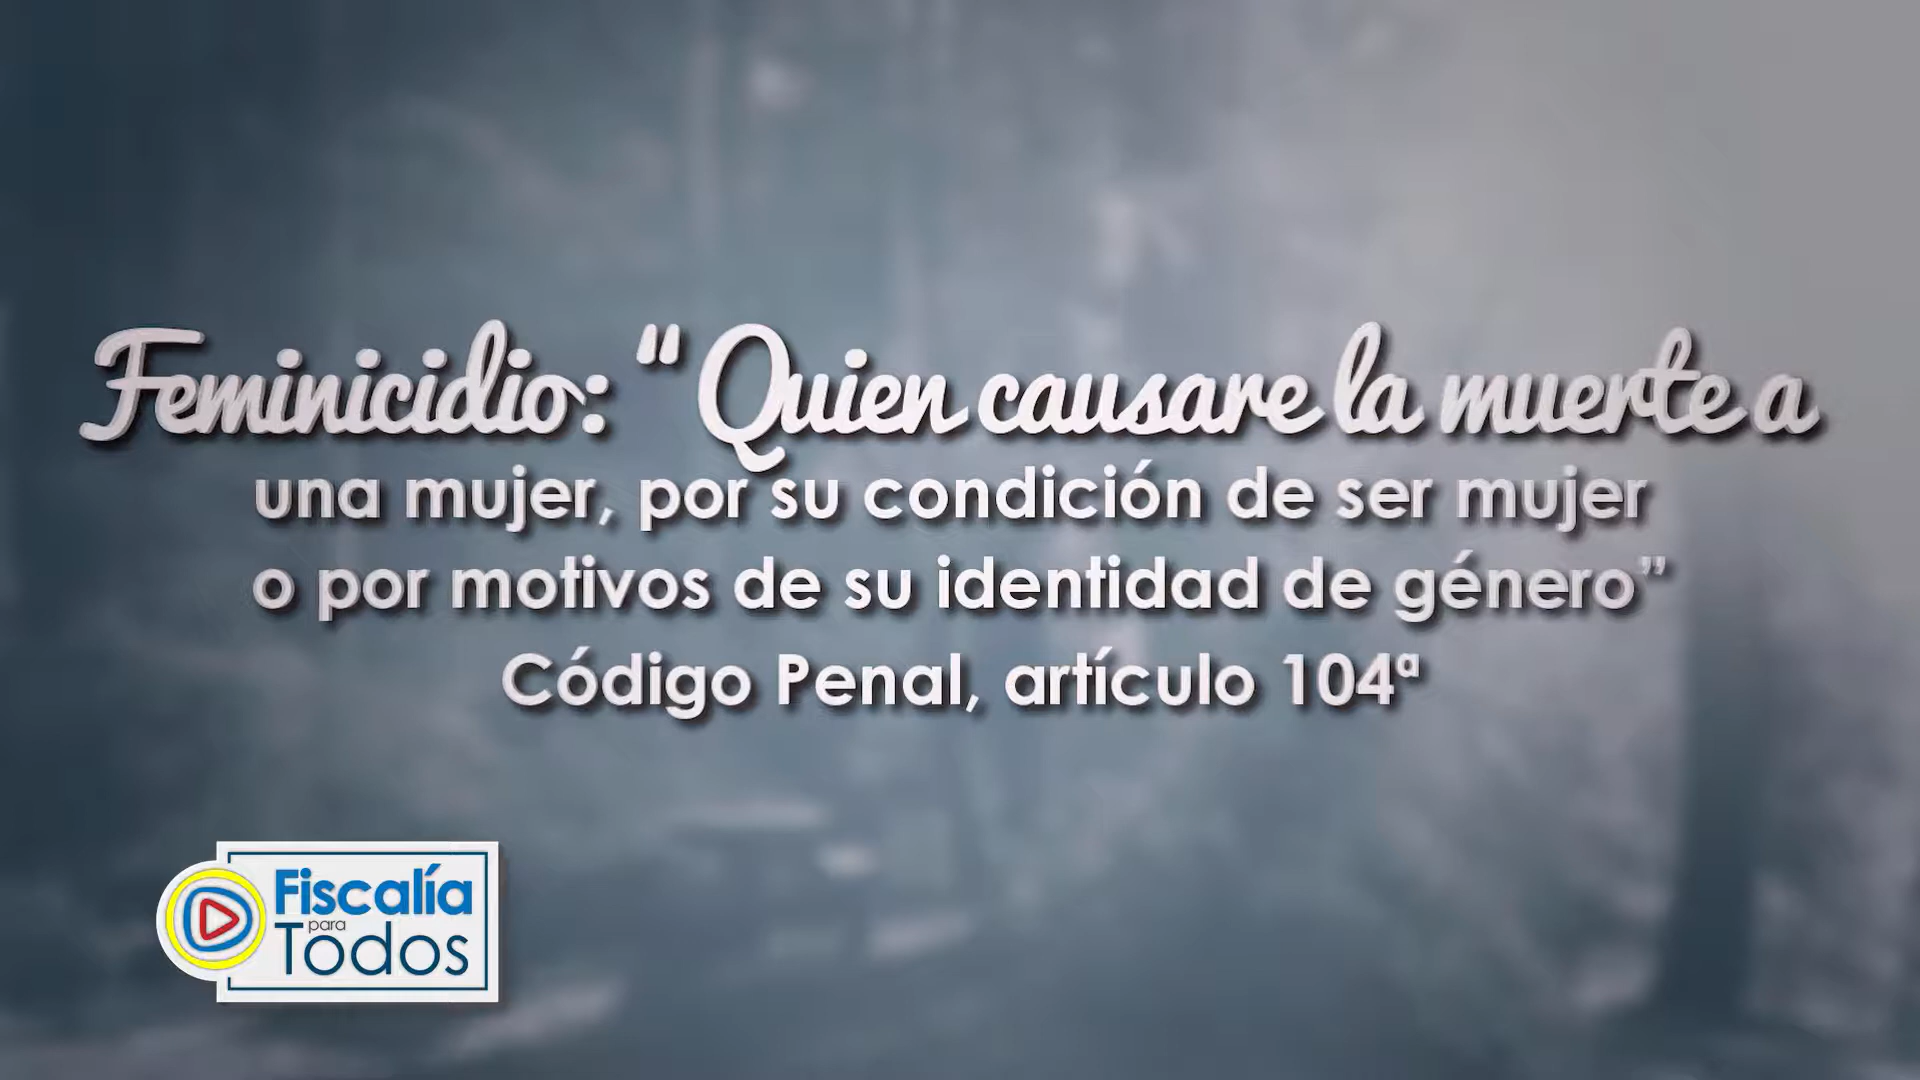 Feminicidio: “Quien causare la muerte a
una mujer, por su condición de ser mujer
o por motivos de su identidad de género”
Código Penal, artículo 104ª
Fiscalía
para
Todos